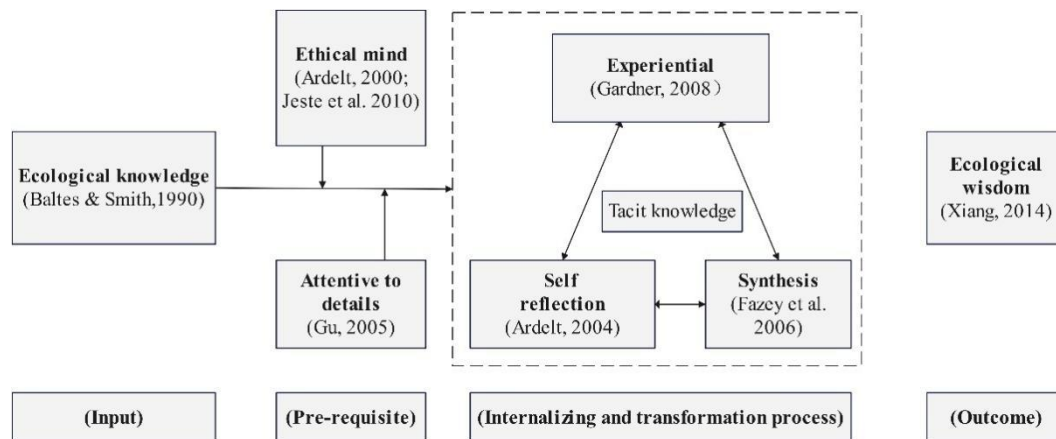 Ethical mind
(Ardelt, 2000;
Jeste et al. 2010)
Experiential
(Gardner, 2008）
Ecological knowledge
(Baltes & Smith,1990)
Ecological
wisdom
(Xiang, 2014)
Tacit knowledge
Attentive to
details
(Gu, 2005)
Self
reflection
(Ardelt, 2004)
Synthesis
(Fazey et al.
2006)
(Input)
(Pre-requisite)
(Internalizing and transformation process)
(Outcome)